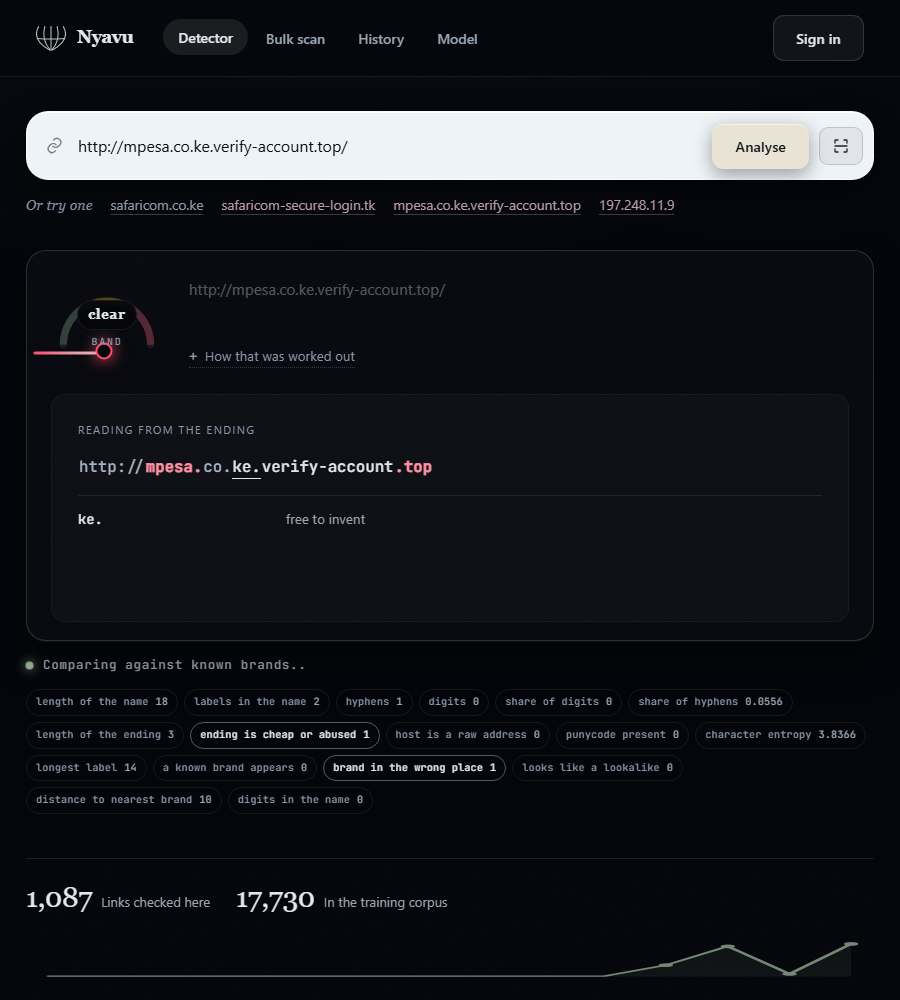 Nyavu Detector Bulk scan History Model Sign in
http://mpesa.co.ke.verify-account.top/ Analyse
Or try one safaricom.co.ke safaricom-secure-login.tk mpesa.co.ke.verify-account.top 197.248.11.9
http://mpesa.co.ke.verify-account.top/
clear
BAND
+ How that was worked out
READING FROM THE ENDING
http://mpesa.co.ke.verify-account.top
ke. free to invent
Comparing against known brands..
length of the name 18 labels in the name 2 hyphens 1 digits 0 share of digits 0 share of hyphens 0.0556
length of the ending 3 ending is cheap or abused 1 host is a raw address 0 punycode present 0 character entropy 3.8366
longest label 14 a known brand appears 0 brand in the wrong place 1 looks like a lookalike 0
distance to nearest brand 10 digits in the name 0
1,087 Links checked here 17,730 In the training corpus